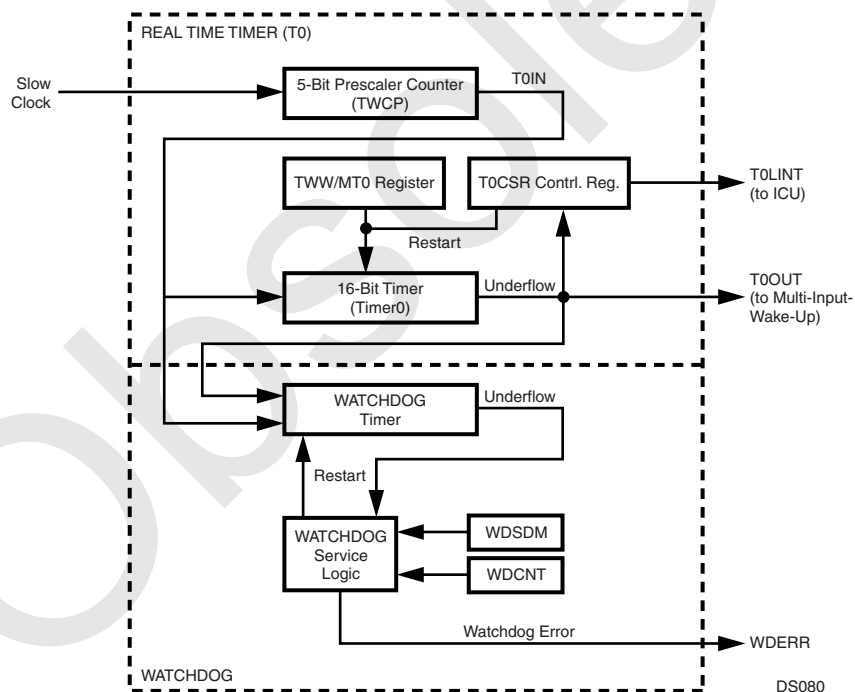 REAL TIME TIMER (T0)
Slow
Clock
5-Bit Prescaler Counter
(TWCP)
T0IN
TWW/MT0 Register
T0CSR Contrl. Reg.
T0LINT
(to ICU)
Restart
16-Bit Timer
(Timer0)
Underflow
T0OUT
(to Multi-Input-
Wake-Up)
WATCHDOG
Timer
Underflow
Restart
WATCHDOG
Service
Logic
WDSDM
WDCNT
Watchdog Error
WDERR
WATCHDOG
DS080
Obsole